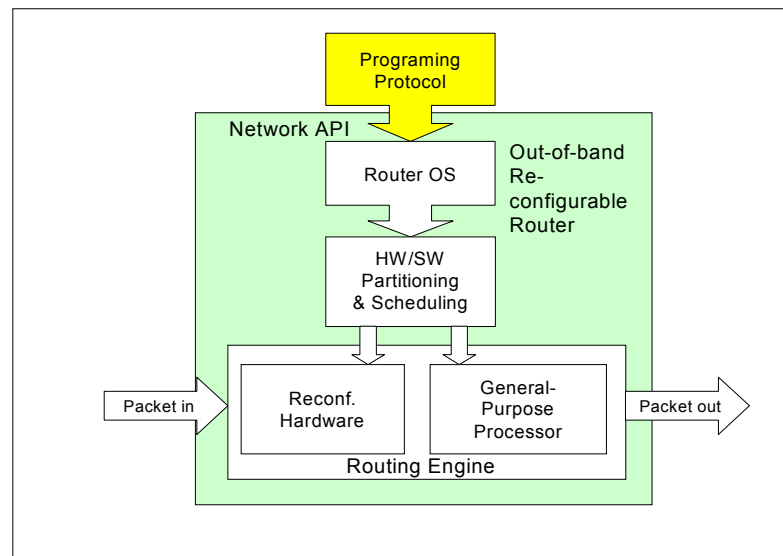 Programing
Protocol
Network API
Router OS
Out-of-band
Re-
configurable
Router
HW/SW
Partitioning
& Scheduling
Packet in
Reconf.
Hardware
General-
Purpose
Processor
Packet out
Routing Engine